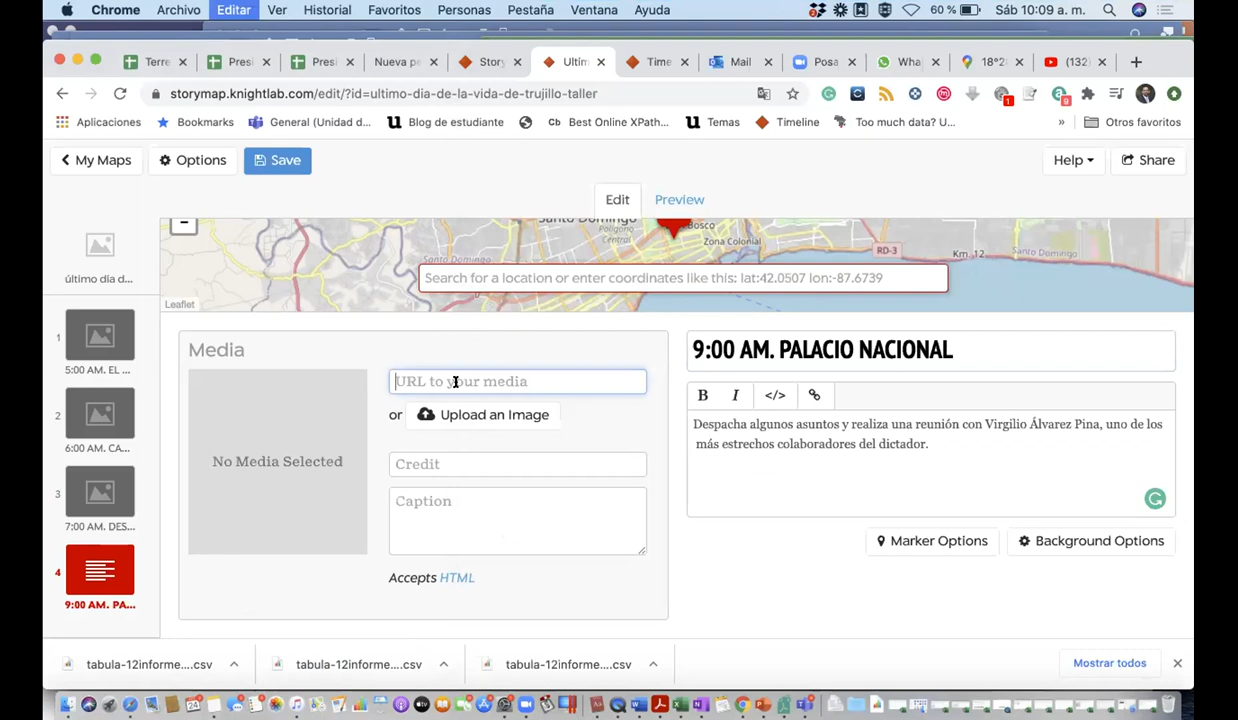 Chrome Archivo Editar Ver Historial Favoritos Personas Pestaña Ventana Ayuda 60 % Sáb 10:09 a. m.
Terre Presi Presi Nueva pe Story Ultim Time Mail Posa Wha 18°2 (132)
storymap.knightlab.com/edit/?id=ultimo-dia-de-la-vida-de-trujillo-taller
Aplicaciones Bookmarks General (Unidad d... Blog de estudiante Cb Best Online XPath... Temas Timeline Too much data? U... » Otros favoritos
My Maps Options Save Help Share
Edit Preview
Polígono Central
Bosco
Zona Colonial
RD-3
Km. 12
Santo Domingo
último dia d...
Search for a location or enter coordinates like this: lat:42.0507 lon:-87.6739
Leaflet
1
5:00 AM. EL ...
2
6:00 AM. CA...
3
7:00 AM. DES...
4
9:00 AM. PA...
Media
URL to your media
or Upload an Image
No Media Selected
Credit
Caption
Accepts HTML
9:00 AM. PALACIO NACIONAL
B I </>
Despacha algunos asuntos y realiza una reunión con Virgilio Álvarez Pina, uno de los
más estrechos colaboradores del dictador.
Marker Options Background Options
tabula-12informe....csv tabula-12informe....csv tabula-12informe....csv Mostrar todos